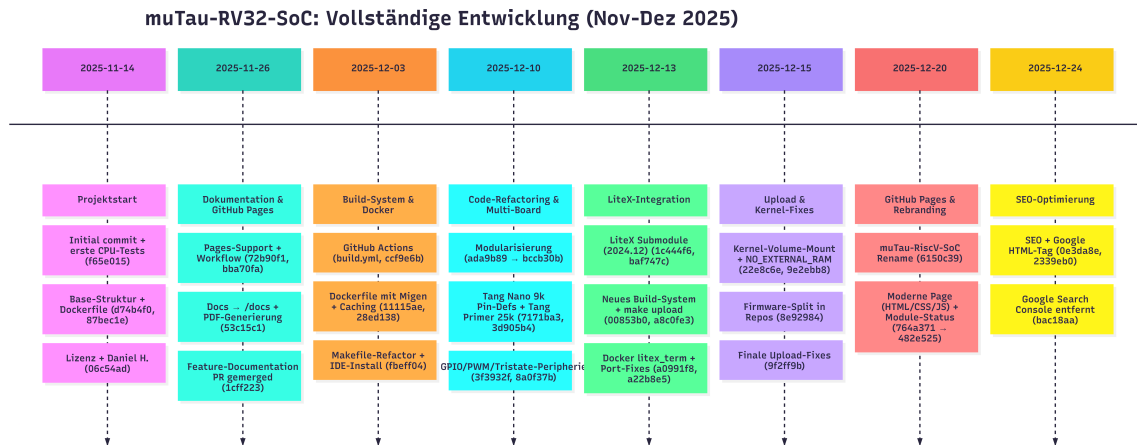 muTau-RV32-SoC: Vollständige Entwicklung (Nov-Dez 2025)
2025-11-14
2025-11-26
2025-12-03
2025-12-10
2025-12-13
2025-12-15
2025-12-20
2025-12-24
Projektstart
Initial commit +
erste CPU-Tests
(f65e015)
Base-Struktur +
Dockerfile (d74b4f0,
87bec1e)
Lizenz + Daniel H.
(06c54ad)
Dokumentation &
GitHub Pages
Pages-Support +
Workflow (72b90f1,
bba70fa)
Docs → /docs +
PDF-Generierung
(53c15c1)
Feature-Documentation
PR gemerged
(1cff223)
Build-System &
Docker
GitHub Actions
(build.yml, ccf9e6b)
Dockerfile mit Migen
+ Caching (11115ae,
28ed138)
Makefile-Refactor +
IDE-Install (fbeff04)
Code-Refactoring &
Multi-Board
Modularisierung
(ada9b89 → bccb30b)
Tang Nano 9k
Pin-Defs + Tang
Primer 25k (7171ba3,
3d905b4)
GPIO/PWM/Tristate-Peripherie
(3f3932f, 8a0f37b)
LiteX-Integration
LiteX Submodule
(2024.12) (1c444f6,
baf747c)
Neues Build-System
+ make upload
(00853b0, a8c0fe3)
Docker litex_term +
Port-Fixes (a0991f8,
a22b8e5)
Upload &
Kernel-Fixes
Kernel-Volume-Mount
+ NO_EXTERNAL_RAM
(22e8c6e, 9e2ebb8)
Firmware-Split in
Repos (8e92984)
Finale Upload-Fixes
(9f2ff9b)
GitHub Pages &
Rebranding
muTau-RiscV-SoC
Rename (6150c39)
Moderne Page
(HTML/CSS/JS) +
Module-Status
(764a371 →
482e525)
SEO-Optimierung
SEO + Google
HTML-Tag (0e3da8e,
2339eb0)
Google Search
Console entfernt
(bac18aa)